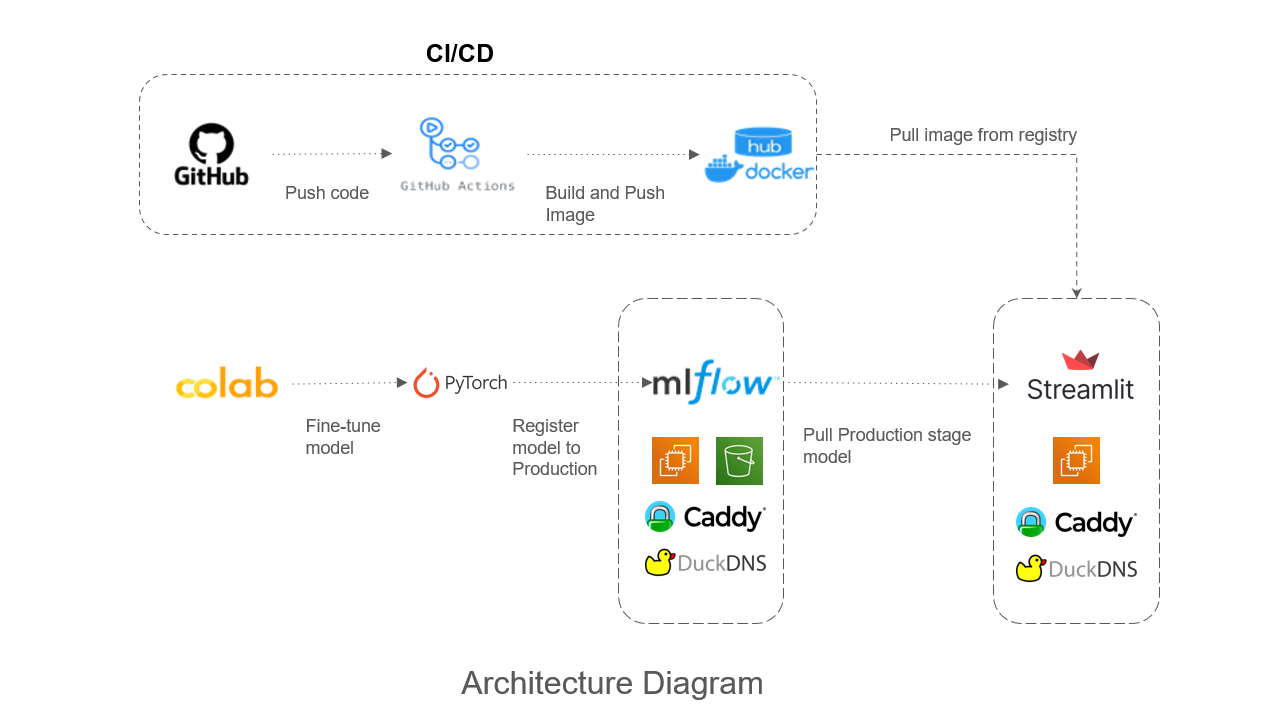 CI/CD
GitHub
Push code
GitHub Actions
Build and Push
Image
hub
docker
Pull image from registry
colab
Fine-tune
model
PyTorch
Register
model to
Production
mlflow™
Caddy
DuckDNS
Pull Production stage
model
Streamlit
Caddy
DuckDNS
Architecture Diagram